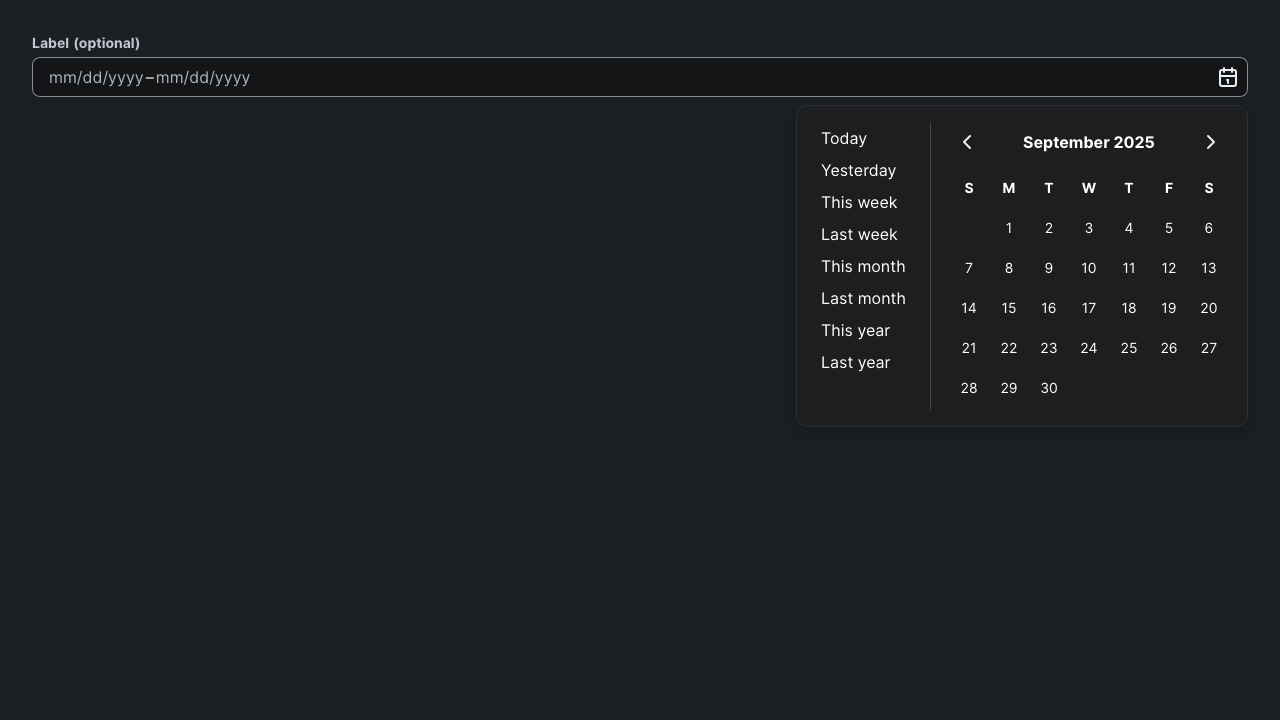 Label (optional)
mm/dd/yyyy–mm/dd/yyyy
Today
Yesterday
This week
Last week
This month
Last month
This year
Last year
September 2025
S M T W T F S
1 2 3 4 5 6
7 8 9 10 11 12 13
14 15 16 17 18 19 20
21 22 23 24 25 26 27
28 29 30